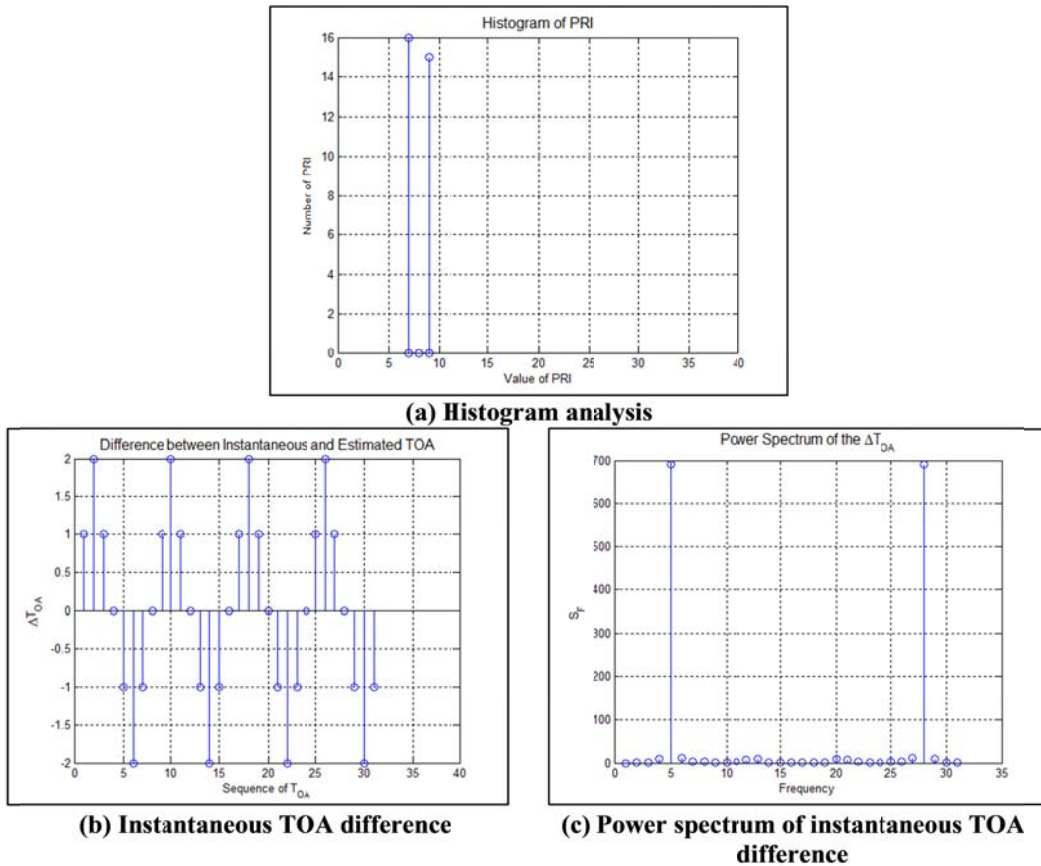 Histogram of PRI
16
14
12
10
8
6
4
2
0
Number of PRI
0 5 10 15 20 25 30 35 40
Value of PRI
(a) Histogram analysis
Difference between Instantaneous and Estimated TOA
2
1.5
1
0.5
0
-0.5
-1
-1.5
-2
ΔT_OA
0 5 10 15 20 25 30 35 40
Sequence of T_OA
(b) Instantaneous TOA difference
Power Spectrum of the ΔT_OA
700
600
500
400
300
200
100
0
S_F
0 5 10 15 20 25 30 35
Frequency
(c) Power spectrum of instantaneous TOA
difference